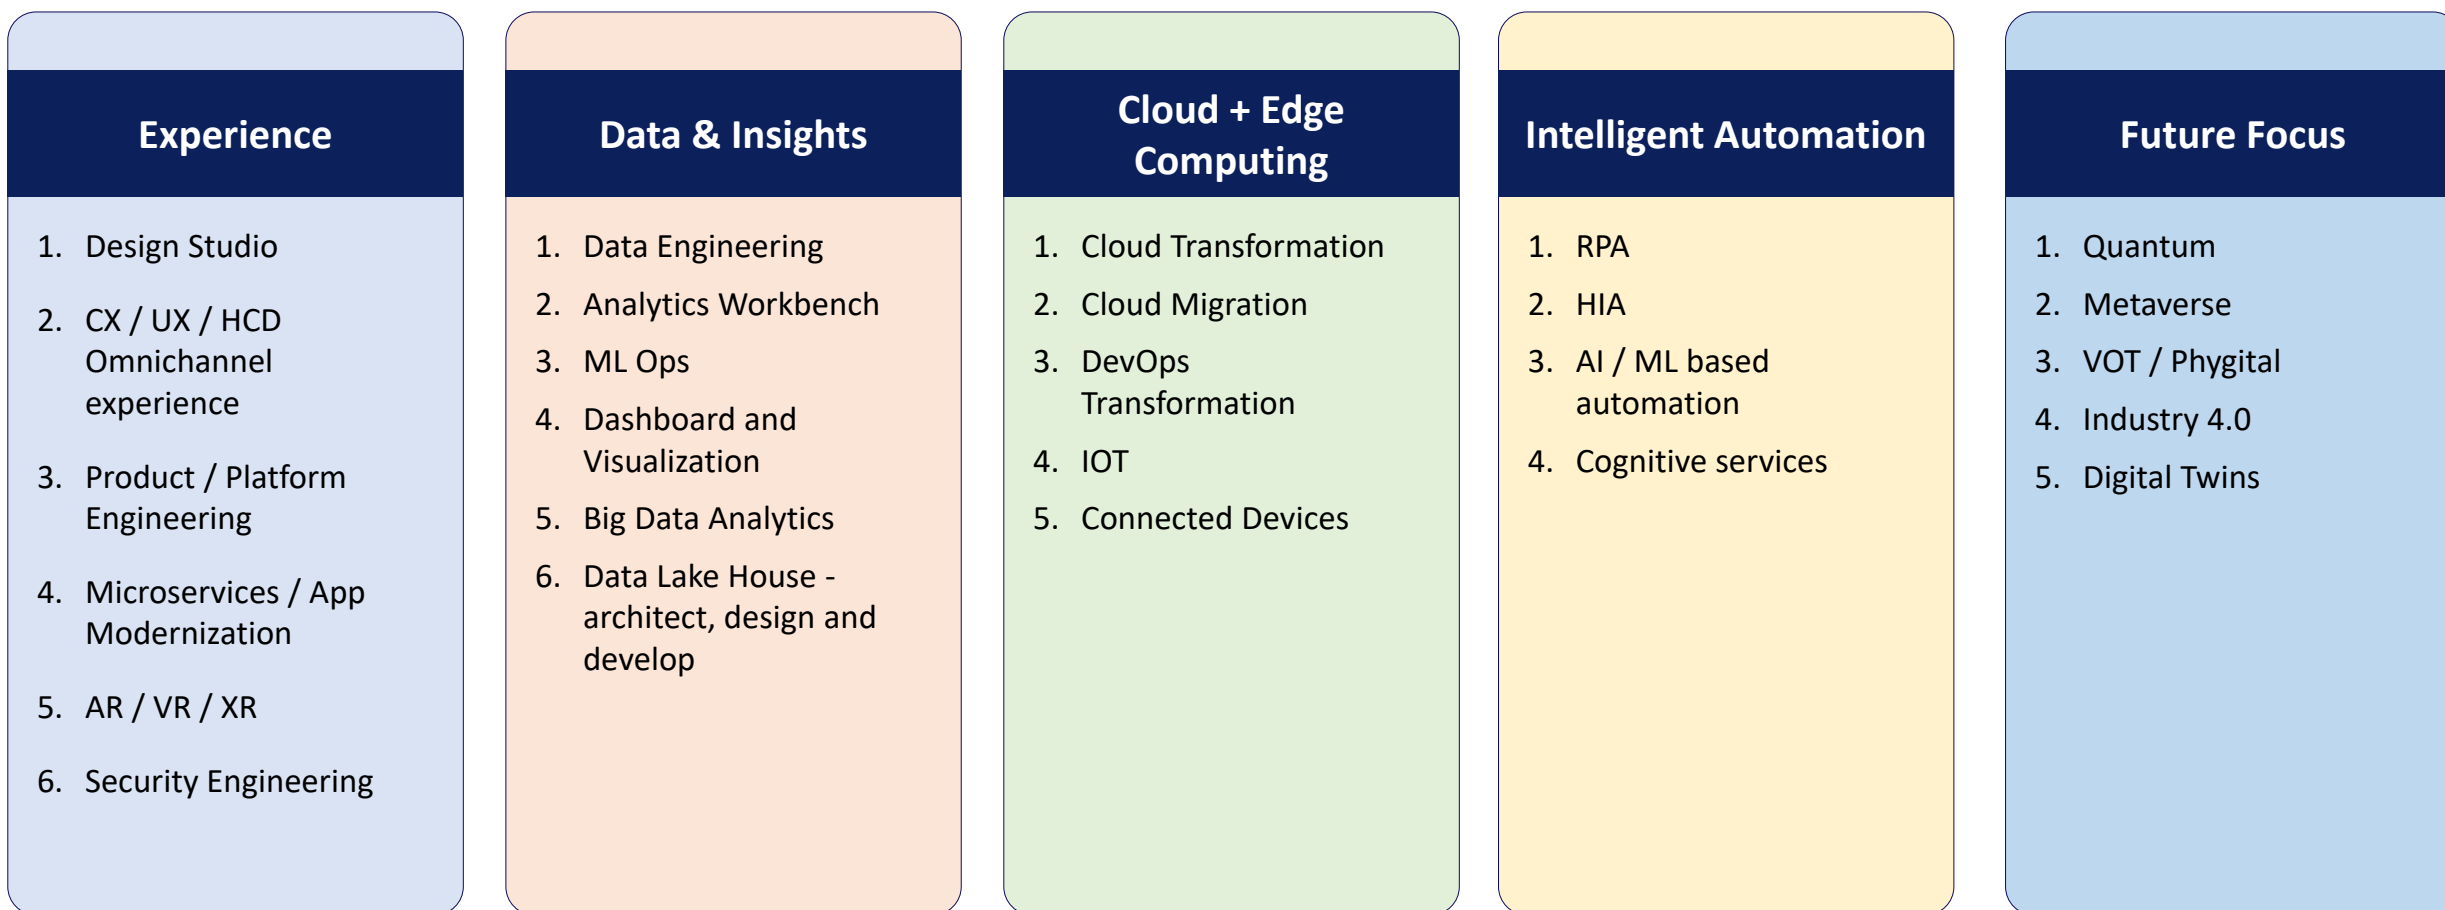 Experience
1. Design Studio
2. CX / UX / HCD
Omnichannel
experience
3. Product / Platform
Engineering
4. Microservices / App
Modernization
5. AR / VR / XR
6. Security Engineering
Data & Insights
1. Data Engineering
2. Analytics Workbench
3. ML Ops
4. Dashboard and
Visualization
5. Big Data Analytics
6. Data Lake House -
architect, design and
develop
Cloud + Edge
Computing
1. Cloud Transformation
2. Cloud Migration
3. DevOps
Transformation
4. IOT
5. Connected Devices
Intelligent Automation
1. RPA
2. HIA
3. AI / ML based
automation
4. Cognitive services
Future Focus
1. Quantum
2. Metaverse
3. VOT / Phygital
4. Industry 4.0
5. Digital Twins